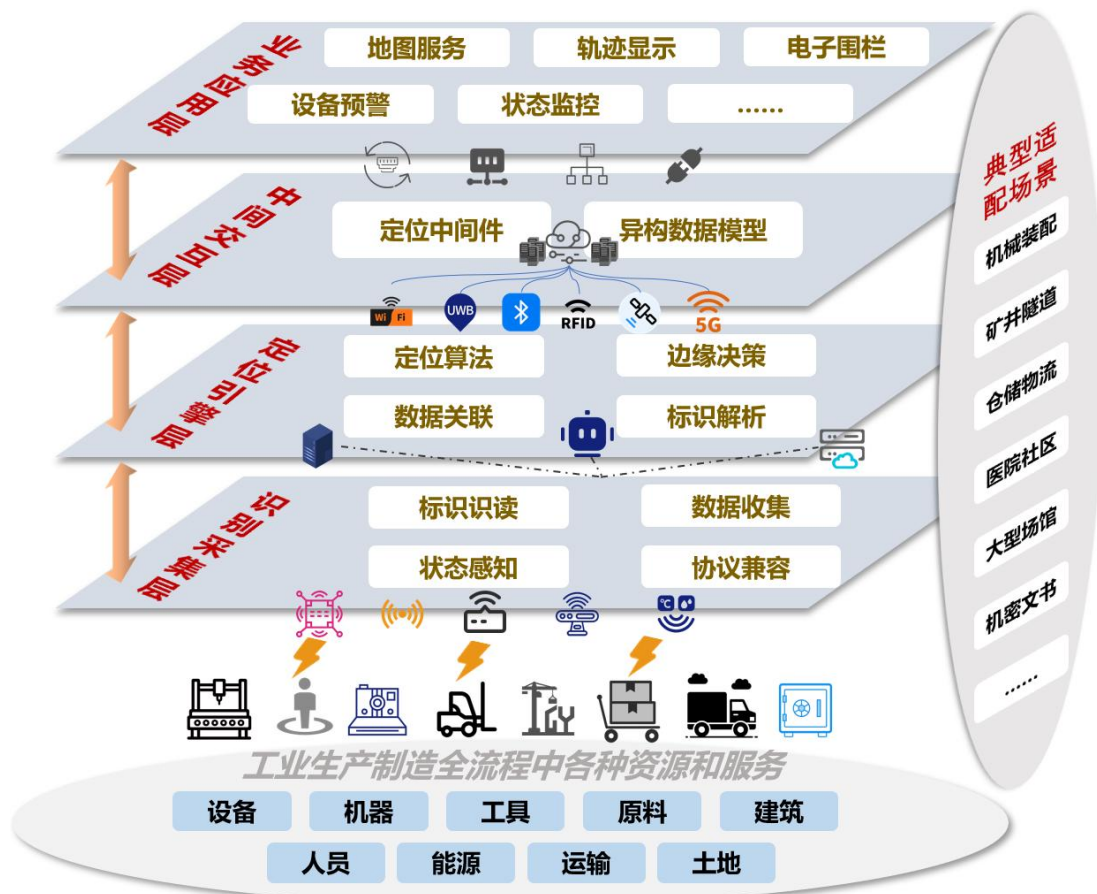 业务应用层
地图服务
轨迹显示
电子围栏
设备预警
状态监控
……
中间交互层
定位中间件
异构数据模型
Wi Fi
UWB
RFID
5G
定位引擎层
定位算法
边缘决策
数据关联
标识解析
识别采集层
标识识读
数据收集
状态感知
协议兼容
℃
工业生产制造全流程中各种资源和服务
设备
机器
工具
原料
建筑
人员
能源
运输
土地
典型适
配场景
机械装配
矿井隧道
仓储物流
医院社区
大型场馆
机密文书
……